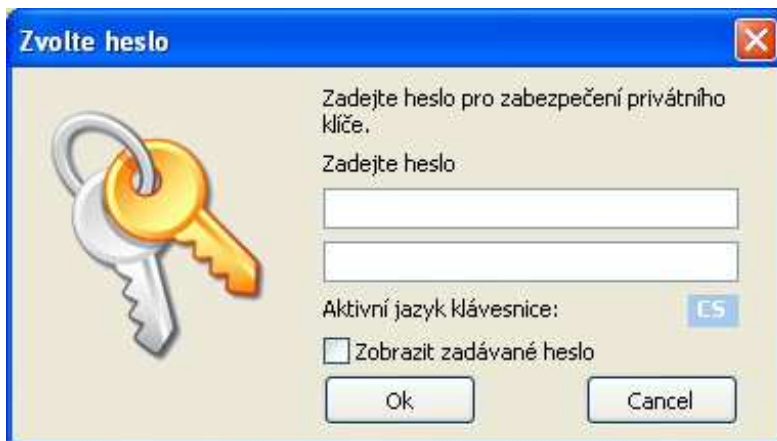 Zvolte heslo
Zadejte heslo pro zabezpečení privátního
klíče.
Zadejte heslo
Aktivní jazyk klávesnice: CS
Zobrazit zadávané heslo
Ok Cancel